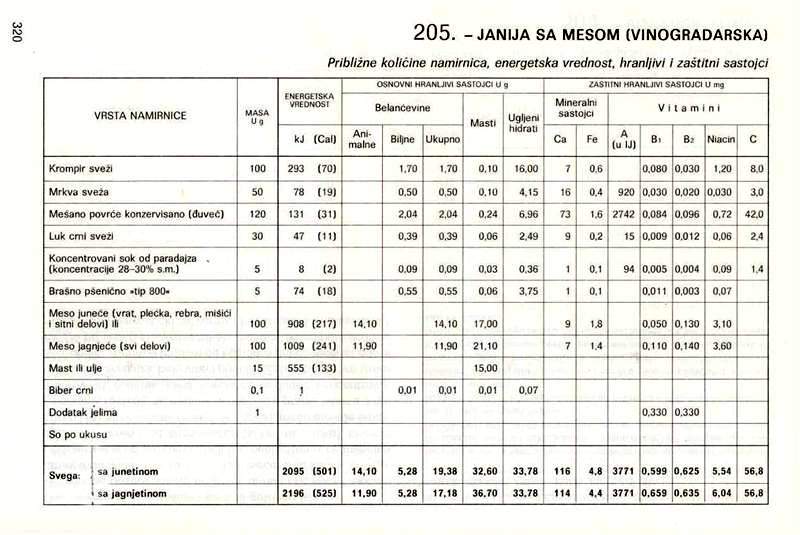 320
205. – JANIJA SA MESOM (VINOGRADARSKA)
Približne količine namirnica, energetska vrednost, hranljivi i zaštitni sastojci
VRSTA NAMIRNICE
MASA
U g
ENERGETSKA
VREDNOST
kJ (Cal)
OSNOVNI HRANLJIVI SASTOJCI U g
Belančevine
Ani-
malne
Biljne
Ukupno
Masti
Ugljeni
hidrati
ZAŠTITNI HRANLJIVI SASTOJCI U mg
Mineralni
sastojci
Ca
Fe
Vitamini
A
(u IJ)
B1
B2
Niacin
C
Krompir sveži 100 293 (70) 1,70 1,70 0,10 16,00 7 0,6 0,080 0,030 1,20 8,0
Mrkva sveža 50 78 (19) 0,50 0,50 0,10 4,15 16 0,4 920 0,030 0,020 0,030 3,0
Mešano povrće konzervisano (đuveč) 120 131 (31) 2,04 2,04 0,24 6,96 73 1,6 2742 0,084 0,096 0,72 42,0
Luk crni sveži 30 47 (11) 0,39 0,39 0,06 2,49 9 0,2 15 0,009 0,012 0,06 2,4
Koncentrovani sok od paradajza
(koncentracije 28–30% s.m.) 5 8 (2) 0,09 0,09 0,03 0,36 1 0,1 94 0,005 0,004 0,09 1,4
Brašno pšenično »tip 800« 5 74 (18) 0,55 0,55 0,06 3,75 1 0,1 0,011 0,003 0,07
Meso juneće (vrat, plećka, rebra, mišići
i sitni delovi) ili 100 908 (217) 14,10 14,10 17,00 9 1,8 0,050 0,130 3,10
Meso jagnjeće (svi delovi) 100 1009 (241) 11,90 11,90 21,10 7 1,4 0,110 0,140 3,60
Mast ili ulje 15 555 (133) 15,00
Biber crni 0,1 1 0,01 0,01 0,01 0,07
Dodatak jelima 1 0,330 0,330
So po ukusu
Svega:
sa junetinom 2095 (501) 14,10 5,28 19,38 32,60 33,78 116 4,8 3771 0,599 0,625 5,54 56,8
sa jagnjetinom 2196 (525) 11,90 5,28 17,18 36,70 33,78 114 4,4 3771 0,659 0,635 6,04 56,8